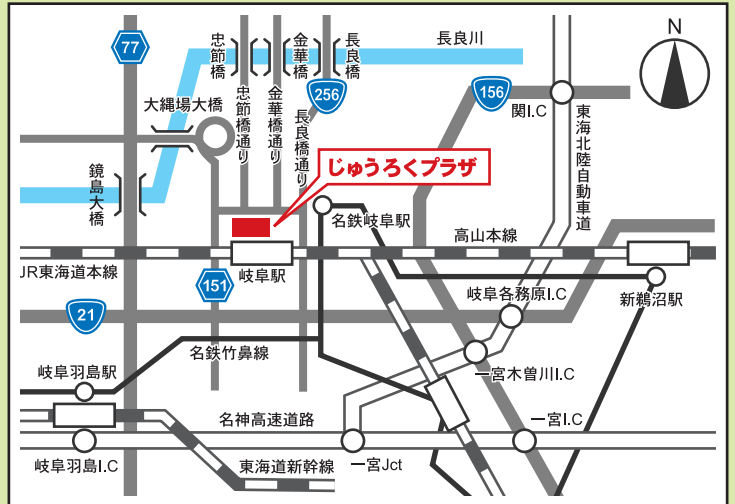 77
忠節橋
金華橋
長良橋
長良川
N
256
156
関I.C
大縄場大橋
忠節橋通り
金華橋通り
長良橋通り
東海北陸自動車道
じゅうろくプラザ
鏡島大橋
名鉄岐阜駅
高山本線
JR東海道本線
岐阜駅
151
岐阜各務原I.C
新鵜沼駅
21
名鉄竹鼻線
一宮木曽川I.C
岐阜羽島駅
名神高速道路
一宮I.C
岐阜羽島I.C
東海道新幹線
一宮Jct